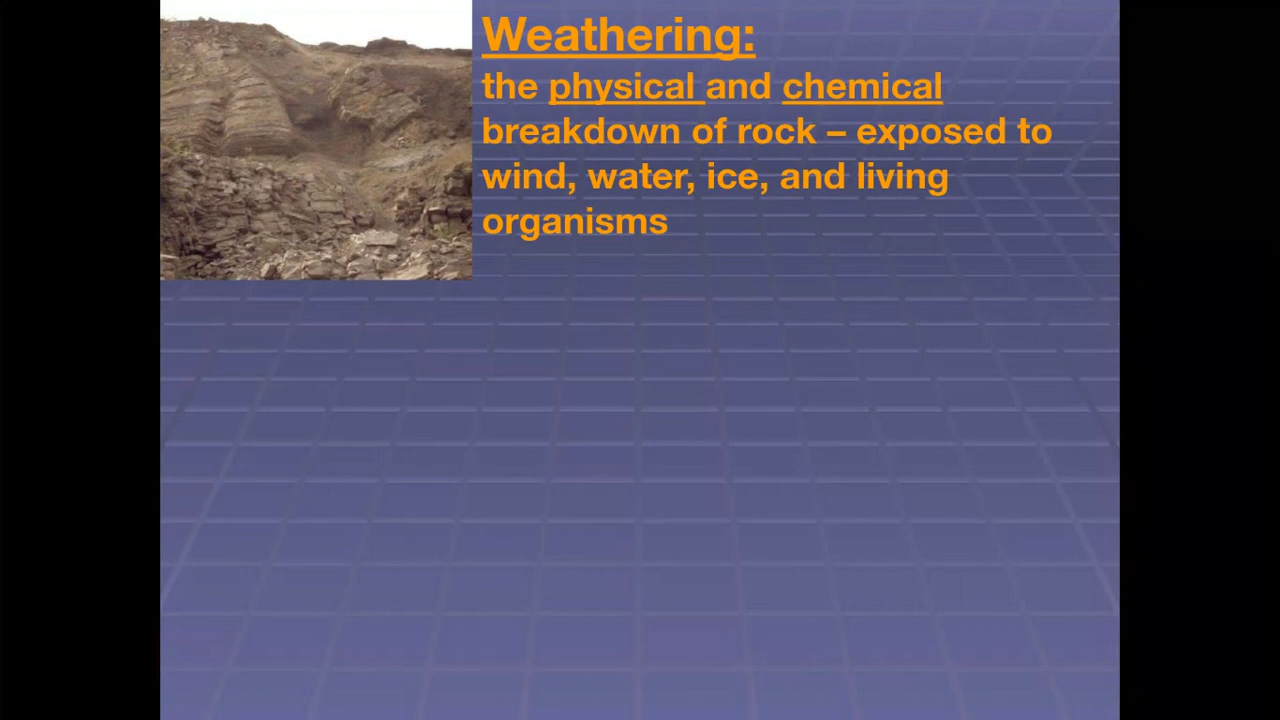 Weathering:
the physical and chemical
breakdown of rock – exposed to
wind, water, ice, and living
organisms